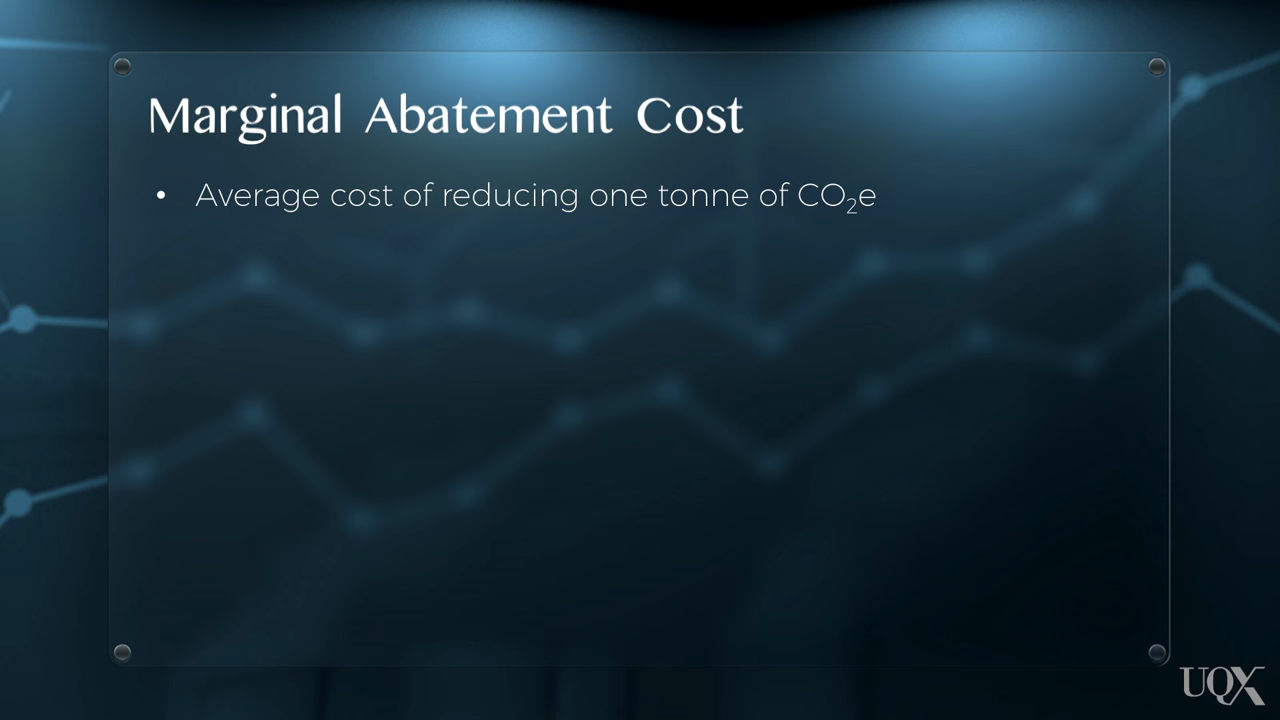 Marginal Abatement Cost
• Average cost of reducing one tonne of CO₂e
UQX